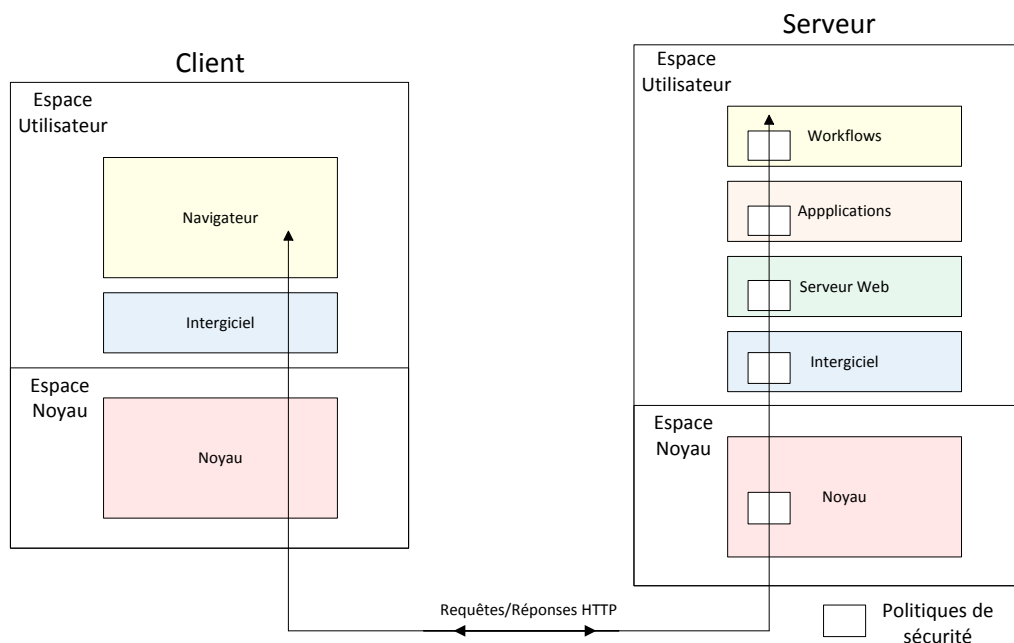 Client
Espace
Utilisateur
Navigateur
Intergiciel
Espace
Noyau
Noyau
Serveur
Espace
Utilisateur
Workflows
Appplications
Serveur Web
Intergiciel
Espace
Noyau
Noyau
Requêtes/Réponses HTTP
Politiques de
sécurité